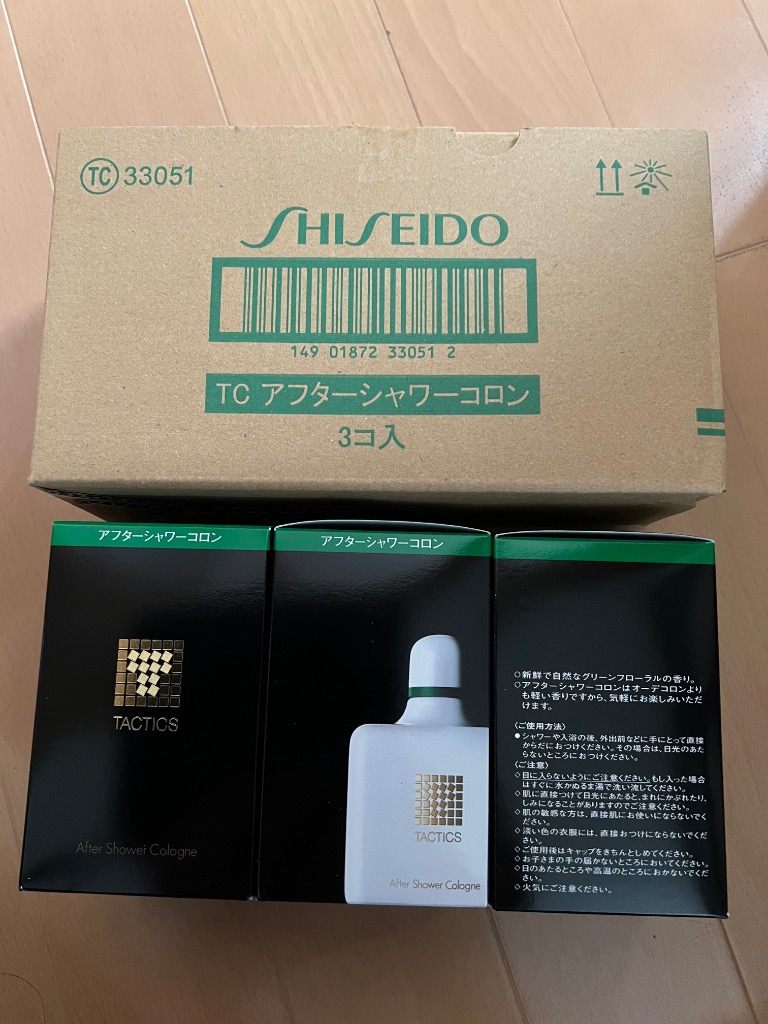 TC 33051
SHISEIDO
149 01872 33051 2
TC アフターシャワーコロン
3コ入
アフターシャワーコロン
TACTICS
After Shower Cologne
アフターシャワーコロン
TACTICS
After Shower Cologne
○新鮮で自然なグリーンフローラルの香り。
○アフターシャワーコロンはオーデコロンより
も軽い香りですから、気軽にお楽しみいただ
けます。
〈ご使用方法〉
●シャワーや入浴の後、外出前などに手にとって直接
からだにおつけください。その場合は、日光のあた
らないところにおつけください。
〈ご注意〉
◇目に入らないようにご注意ください。もし入った場合
はすぐに水かぬるま湯で洗い流してください。
◇肌に直接つけて日光にあたると、まれにかぶれたり、
しみになることがありますのでご注意ください。
◇肌の敏感な方は、直接肌にお使いにならないでく
ださい。
◇淡い色の衣服には、直接おつけにならないでくだ
さい。
◇ご使用後はキャップをきちんとしめてください。
◇お子さまの手の届かないところにおいてください。
◇日のあたるところや高温のところにおかないでくだ
さい。
◇火気にご注意ください。